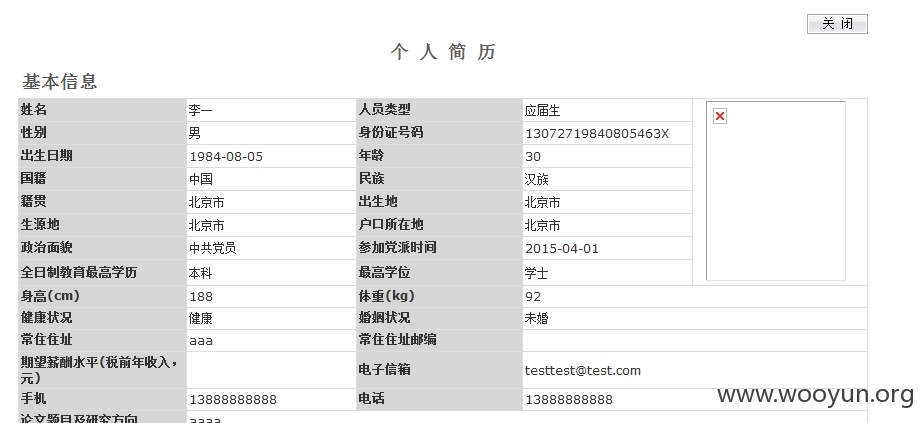 关 闭
个 人 简 历
基本信息
姓名 李一 人员类型 应届生
性别 男 身份证号码 13072719840805463X
出生日期 1984-08-05 年龄 30
国籍 中国 民族 汉族
籍贯 北京市 出生地 北京市
生源地 北京市 户口所在地 北京市
政治面貌 中共党员 参加党派时间 2015-04-01
全日制教育最高学历 本科 最高学位 学士
身高(cm) 188 体重(kg) 92
健康状况 健康 婚姻状况 未婚
常住住址 aaa 常住住址邮编
期望薪酬水平(税前年收入，
元) 电子信箱 testtest@test.com
手机 13888888888 电话 13888888888
www.wooyun.org
论文题目及研究方向 aaaa